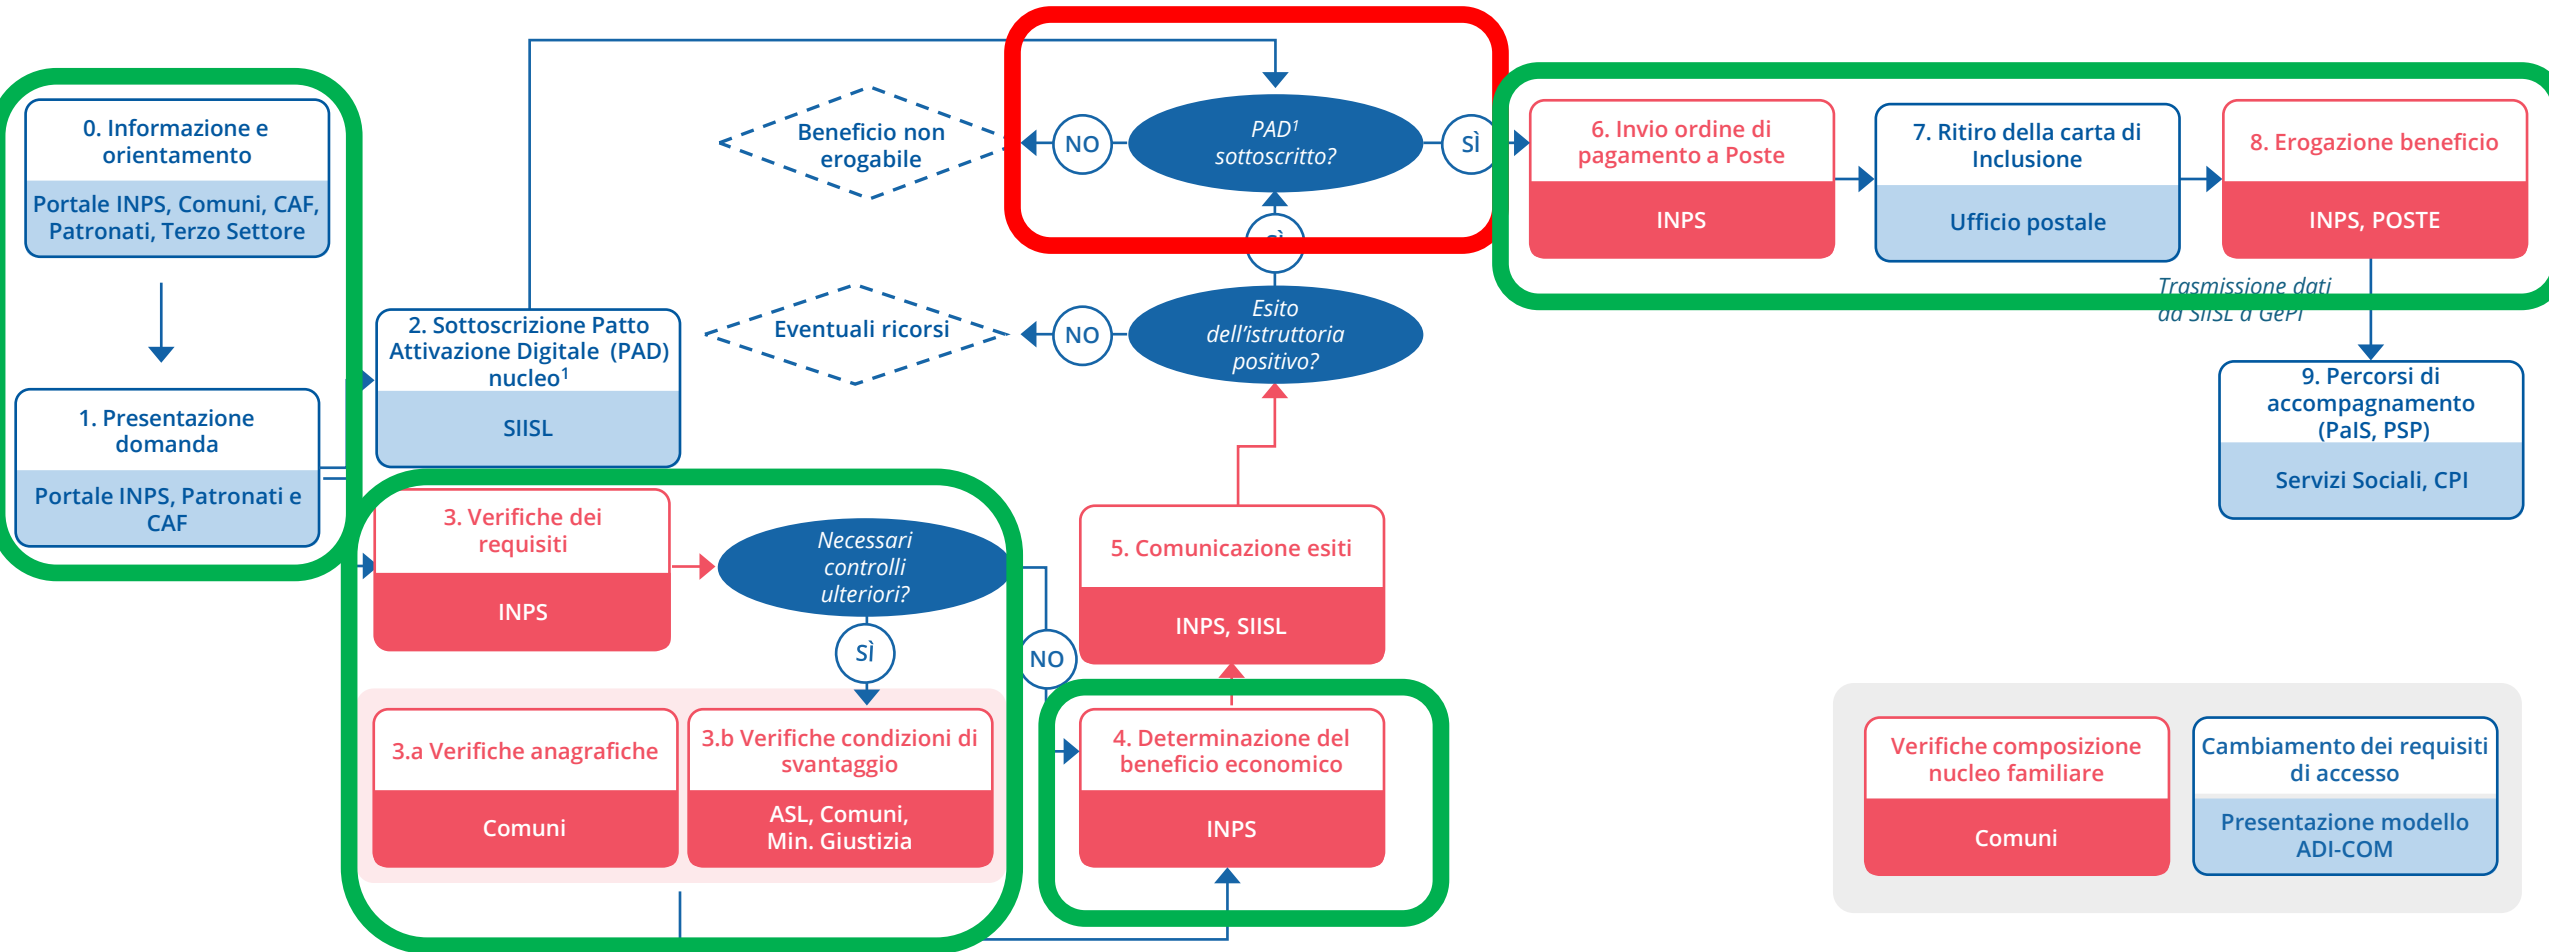 0. Informazione e
orientamento
Portale INPS, Comuni, CAF,
Patronati, Terzo Settore
1. Presentazione
domanda
Portale INPS, Patronati e
CAF
2. Sottoscrizione Patto
Attivazione Digitale (PAD)
nucleo¹
SIISL
Beneficio non
erogabile
NO
PAD¹
sottoscritto?
SÌ
SÌ
Eventuali ricorsi
NO
Esito
dell'istruttoria
positivo?
3. Verifiche dei
requisiti
INPS
Necessari
controlli
ulteriori?
SÌ
NO
3.a Verifiche anagrafiche
Comuni
3.b Verifiche condizioni di
svantaggio
ASL, Comuni,
Min. Giustizia
4. Determinazione del
beneficio economico
INPS
5. Comunicazione esiti
INPS, SIISL
6. Invio ordine di
pagamento a Poste
INPS
7. Ritiro della carta di
Inclusione
Ufficio postale
8. Erogazione beneficio
INPS, POSTE
Trasmissione dati
da SIISL a GePI
9. Percorsi di
accompagnamento
(PaIS, PSP)
Servizi Sociali, CPI
Verifiche composizione
nucleo familiare
Comuni
Cambiamento dei requisiti
di accesso
Presentazione modello
ADI-COM